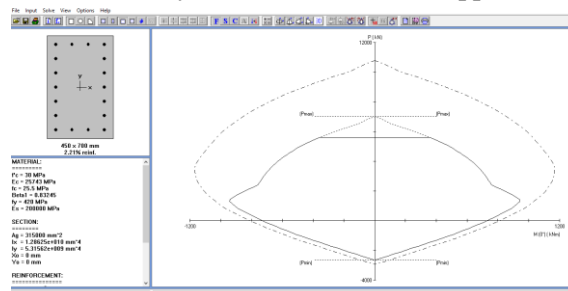 File Input Solve View Options Help
F S C
450 x 700 mm
2.21% reinf.
MATERIAL:
=========
f'c = 30 MPa
Ec = 25743 MPa
fc = 25.5 MPa
Beta1 = 0.83245
fy = 420 MPa
Es = 200000 MPa
SECTION:
========
Ag = 315000 mm^2
Ix = 1.28625e+010 mm^4
Iy = 5.31562e+009 mm^4
Xo = 0 mm
Yo = 0 mm
REINFORCEMENT:
==============
y
x
P (kN)
12000
(Pmax)
(Pmax)
-1000
1200
M (0°) (kNm)
(Pmin)
(Pmin)
-4000